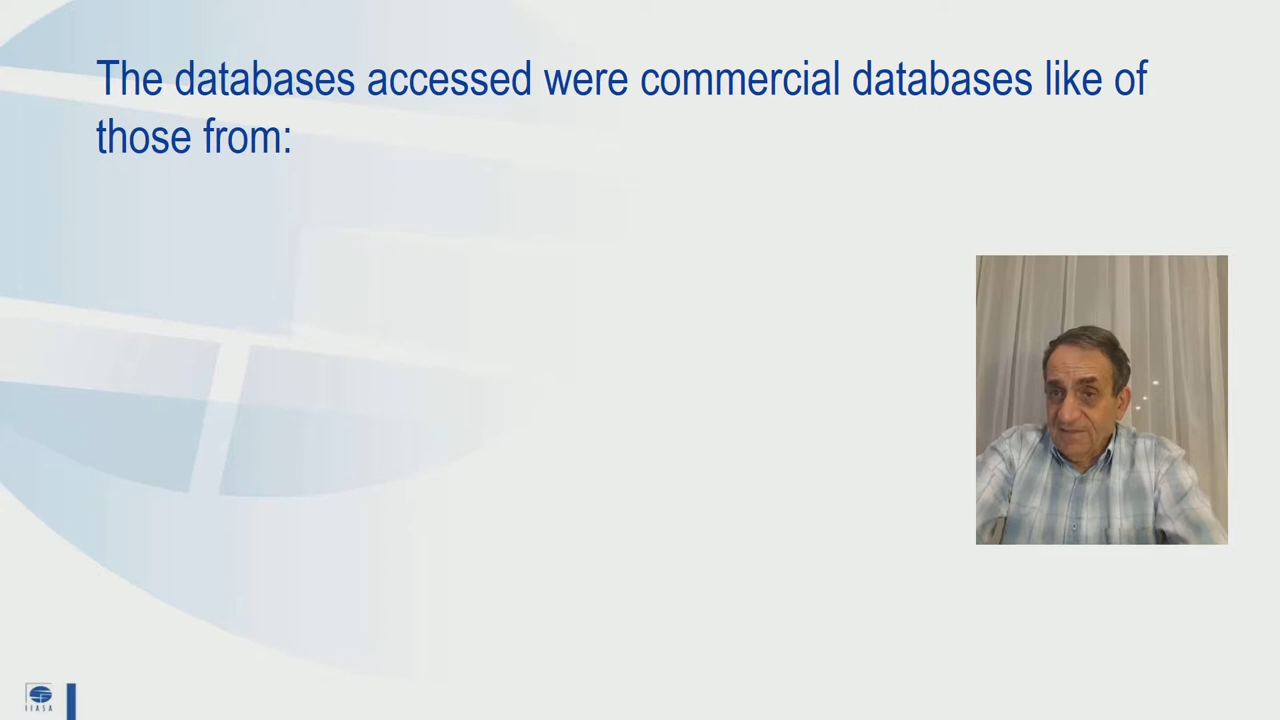 The databases accessed were commercial databases like of
those from:
IIASA